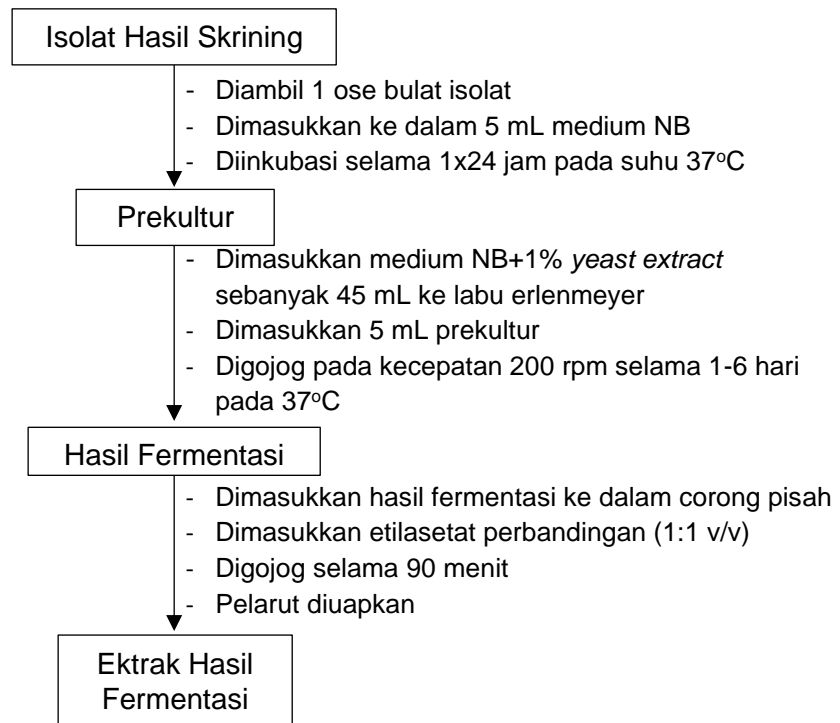 Isolat Hasil Skrining
- Diambil 1 ose bulat isolat
- Dimasukkan ke dalam 5 mL medium NB
- Diinkubasi selama 1x24 jam pada suhu 37°C
Prekultur
- Dimasukkan medium NB+1% yeast extract
sebanyak 45 mL ke labu erlenmeyer
- Dimasukkan 5 mL prekultur
- Digojog pada kecepatan 200 rpm selama 1-6 hari
pada 37°C
Hasil Fermentasi
- Dimasukkan hasil fermentasi ke dalam corong pisah
- Dimasukkan etilasetat perbandingan (1:1 v/v)
- Digojog selama 90 menit
- Pelarut diuapkan
Ektrak Hasil
Fermentasi